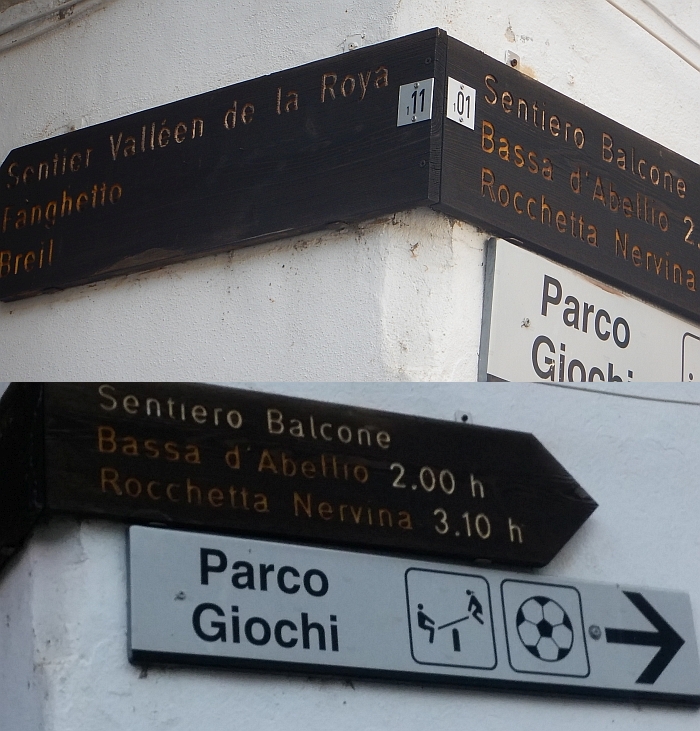 Sentier Valléen de la Roya
Fanghetto
Breil
11
01
Sentiero Balcone
Bassa d'Abellio 2.
Rocchetta Nervina
Parco
Giochi
Sentiero Balcone
Bassa d'Abellio 2.00 h
Rocchetta Nervina 3.10 h
Parco
Giochi